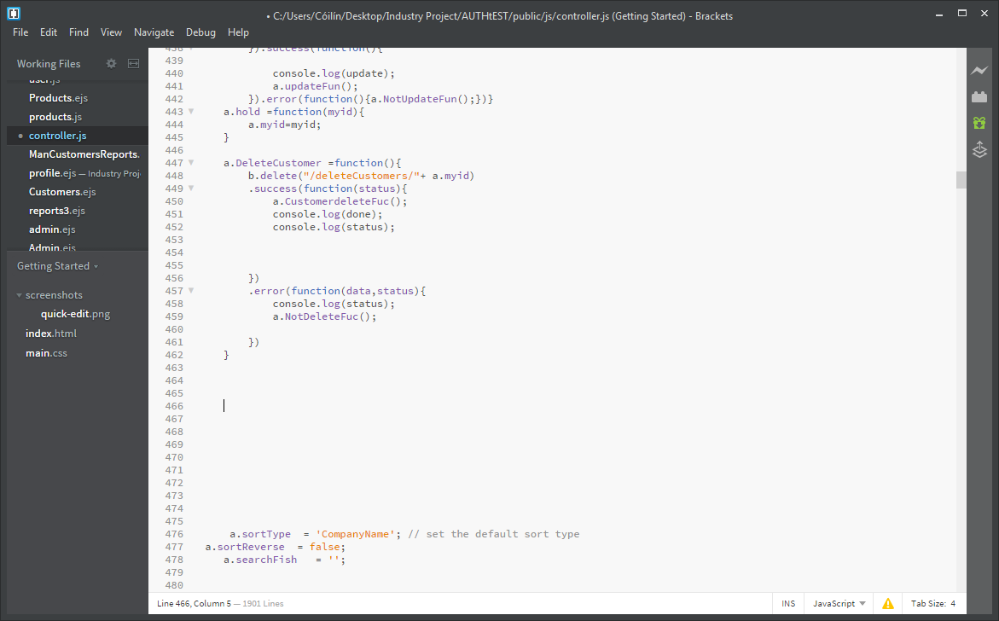 • C:/Users/Cóilín/Desktop/Industry Project/AUTHtEST/public/js/controller.js (Getting Started) - Brackets
File Edit Find View Navigate Debug Help
Working Files
user.js
Products.ejs
products.js
• controller.js
ManCustomersReports.
profile.ejs — Industry Proj
Customers.ejs
reports3.ejs
admin.ejs
Admin.ejs
Getting Started
screenshots
quick-edit.png
index.html
main.css
438 }).success(function(){
439
440 console.log(update);
441 a.updateFun();
442 }).error(function(){a.NotUpdateFun();})}
443 a.hold =function(myid){
444 a.myid=myid;
445 }
446
447 a.DeleteCustomer =function(){
448 b.delete("/deleteCustomers/"+ a.myid)
449 .success(function(status){
450 a.CustomerdeleteFuc();
451 console.log(done);
452 console.log(status);
453
454
455
456 })
457 .error(function(data,status){
458 console.log(status);
459 a.NotDeleteFuc();
460
461 })
462 }
463
464
465
466
467
468
469
470
471
472
473
474
475
476 a.sortType = 'CompanyName'; // set the default sort type
477 a.sortReverse = false;
478 a.searchFish = '';
479
480
Line 466, Column 5 — 1901 Lines
INS JavaScript Tab Size: 4